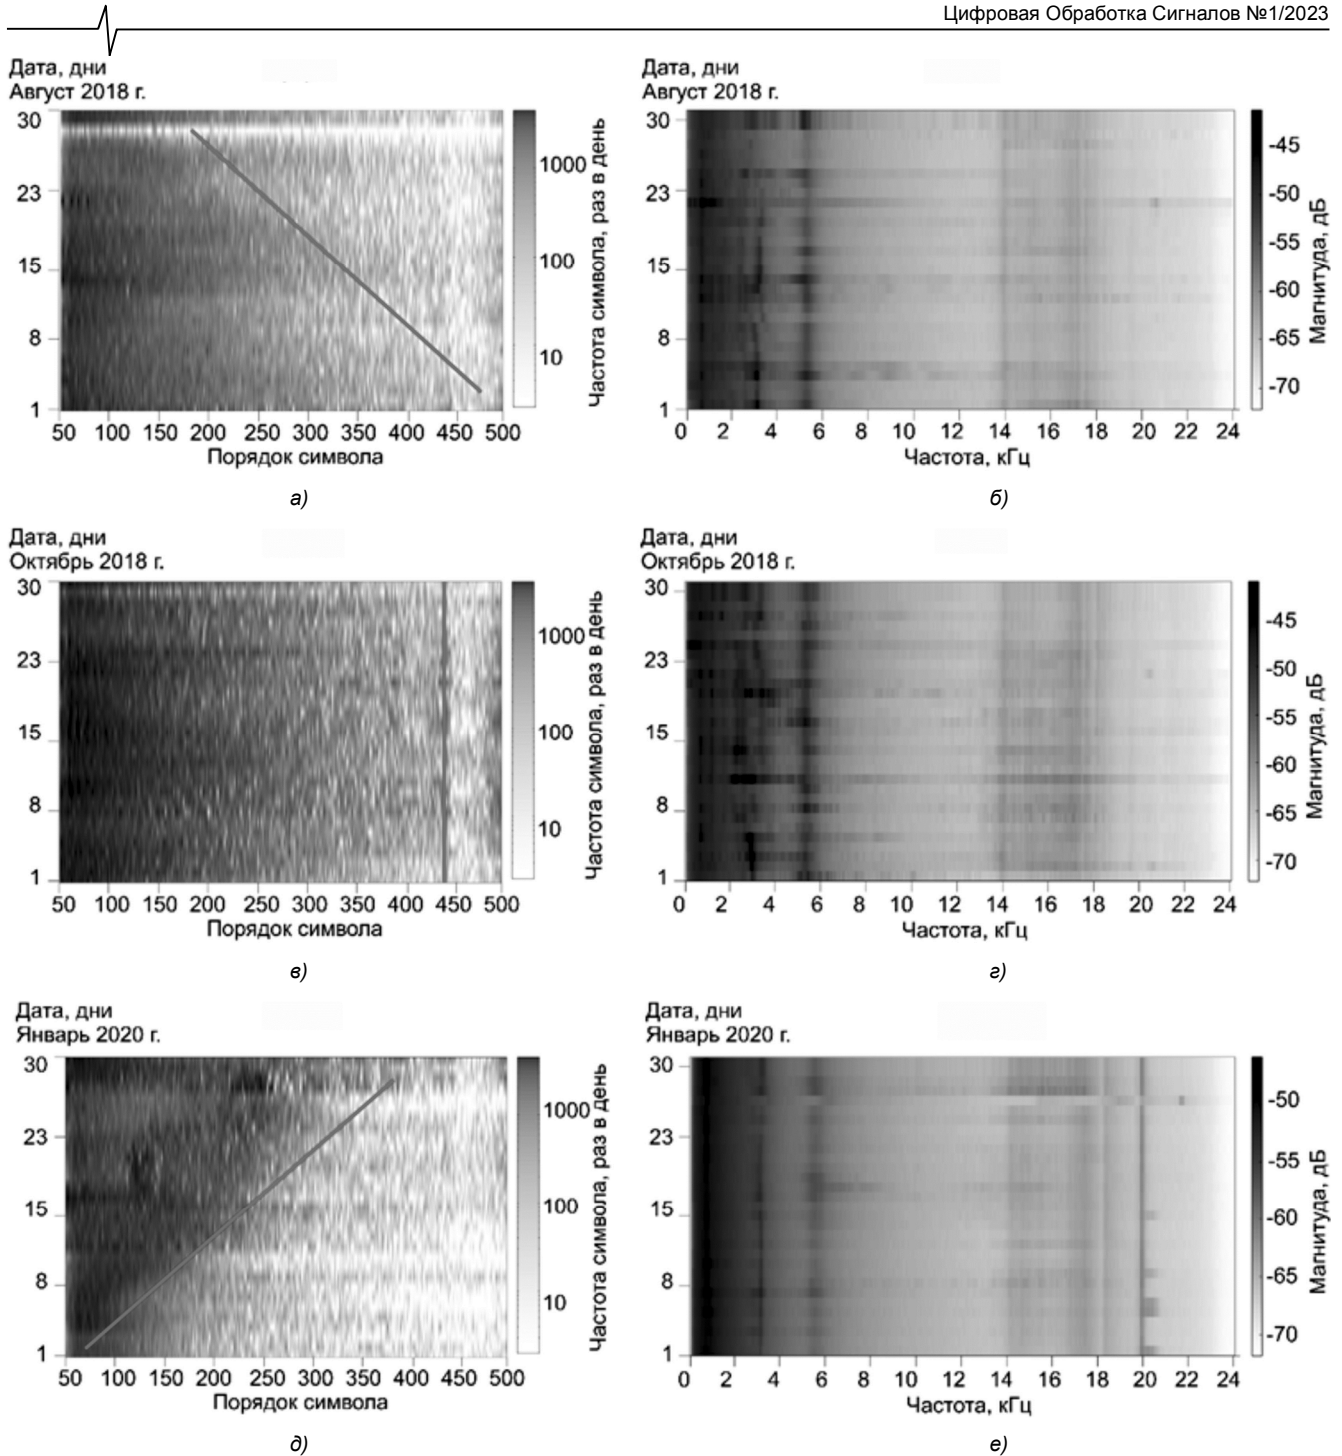 Цифровая Обработка Сигналов №1/2023
Дата, дни
Август 2018 г.
30
23
15
8
1
50 100 150 200 250 300 350 400 450 500
Порядок символа
1000
100
10
Частота символа, раз в день
а)
Дата, дни
Август 2018 г.
30
23
15
8
1
0 2 4 6 8 10 12 14 16 18 20 22 24
Частота, кГц
-45
-50
-55
-60
-65
-70
Магнитуда, дБ
б)
Дата, дни
Октябрь 2018 г.
30
23
15
8
1
50 100 150 200 250 300 350 400 450 500
Порядок символа
1000
100
10
Частота символа, раз в день
в)
Дата, дни
Октябрь 2018 г.
30
23
15
8
1
0 2 4 6 8 10 12 14 16 18 20 22 24
Частота, кГц
-45
-50
-55
-60
-65
-70
Магнитуда, дБ
г)
Дата, дни
Январь 2020 г.
30
23
15
8
1
50 100 150 200 250 300 350 400 450 500
Порядок символа
1000
100
10
Частота символа, раз в день
д)
Дата, дни
Январь 2020 г.
30
23
15
8
1
0 2 4 6 8 10 12 14 16 18 20 22 24
Частота, кГц
-50
-55
-60
-65
-70
Магнитуда, дБ
е)